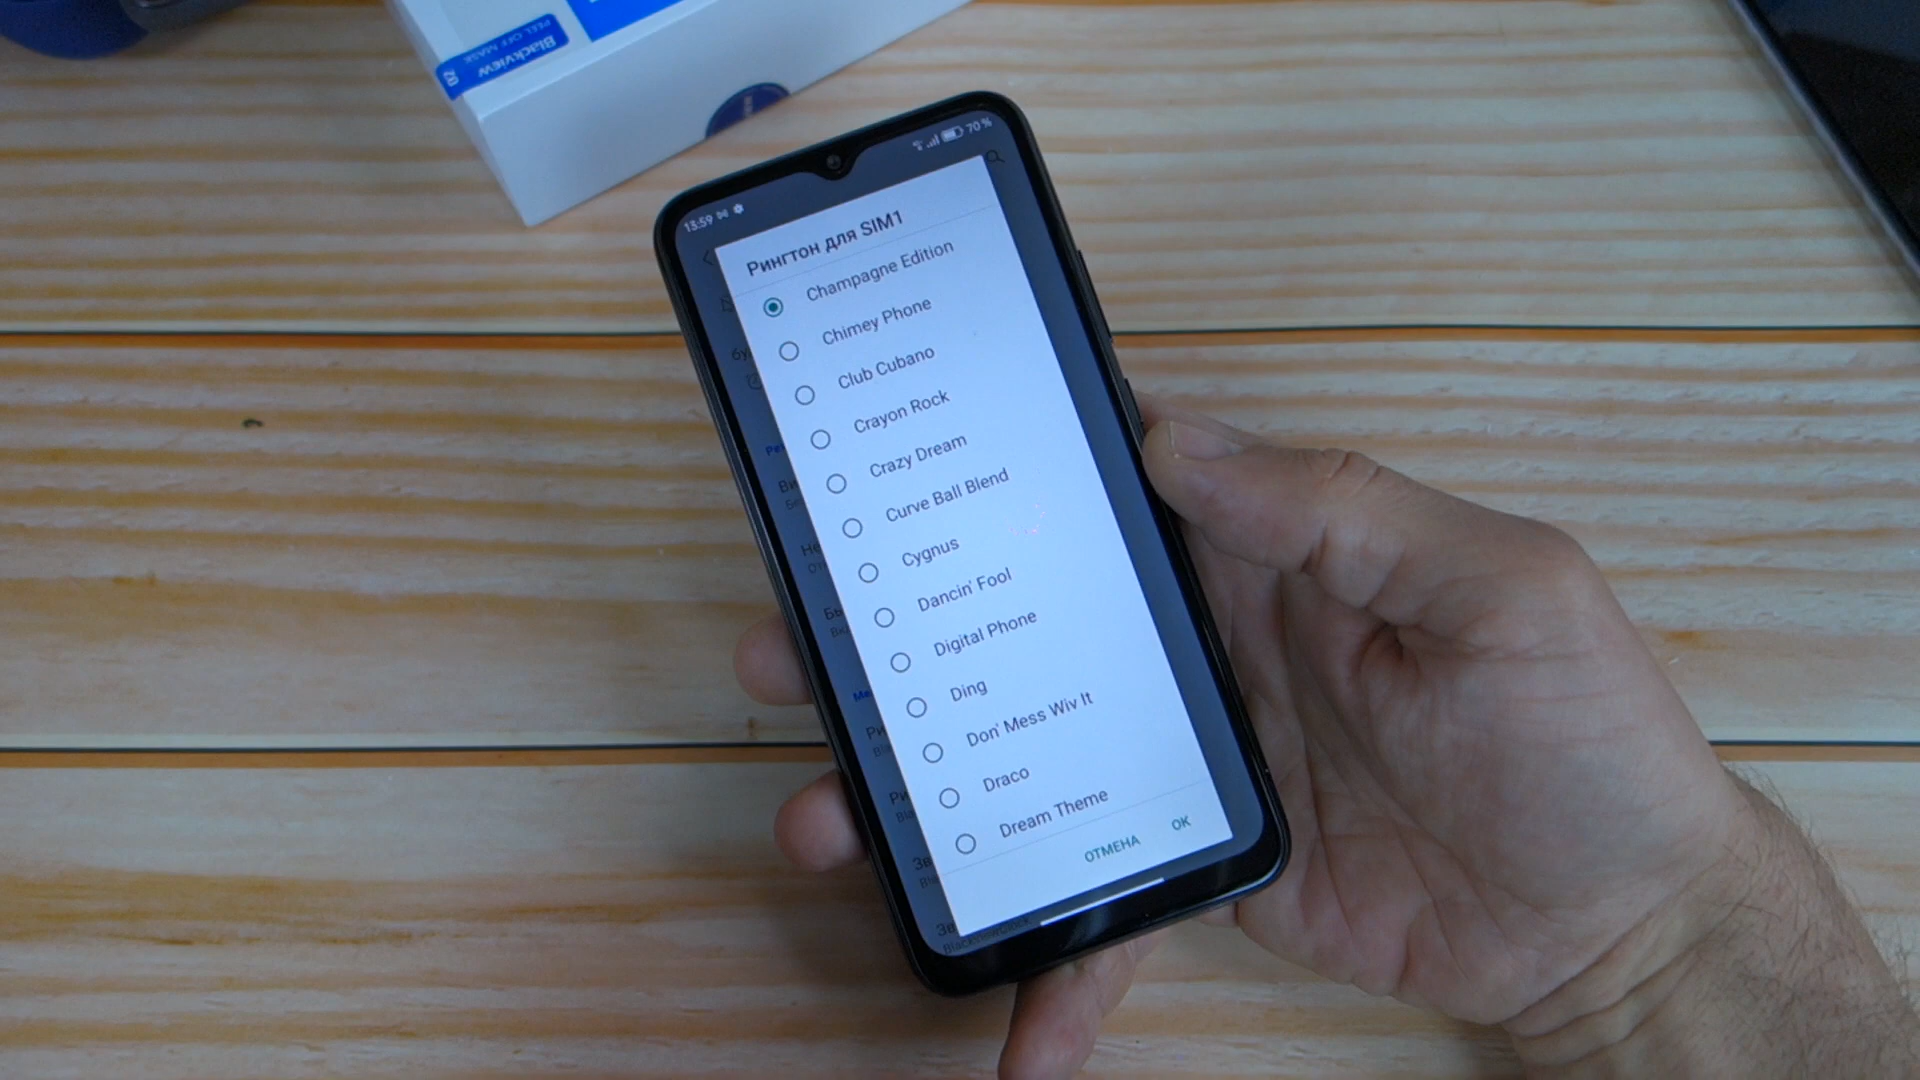 Blackview
PEEL OFF MASK
13:59
70 %
Рингтон для SIM1
Champagne Edition
Chimey Phone
Club Cubano
Crayon Rock
Crazy Dream
Curve Ball Blend
Cygnus
Dancin' Fool
Digital Phone
Ding
Don' Mess Wiv It
Draco
Dream Theme
ОТМЕНА
OK